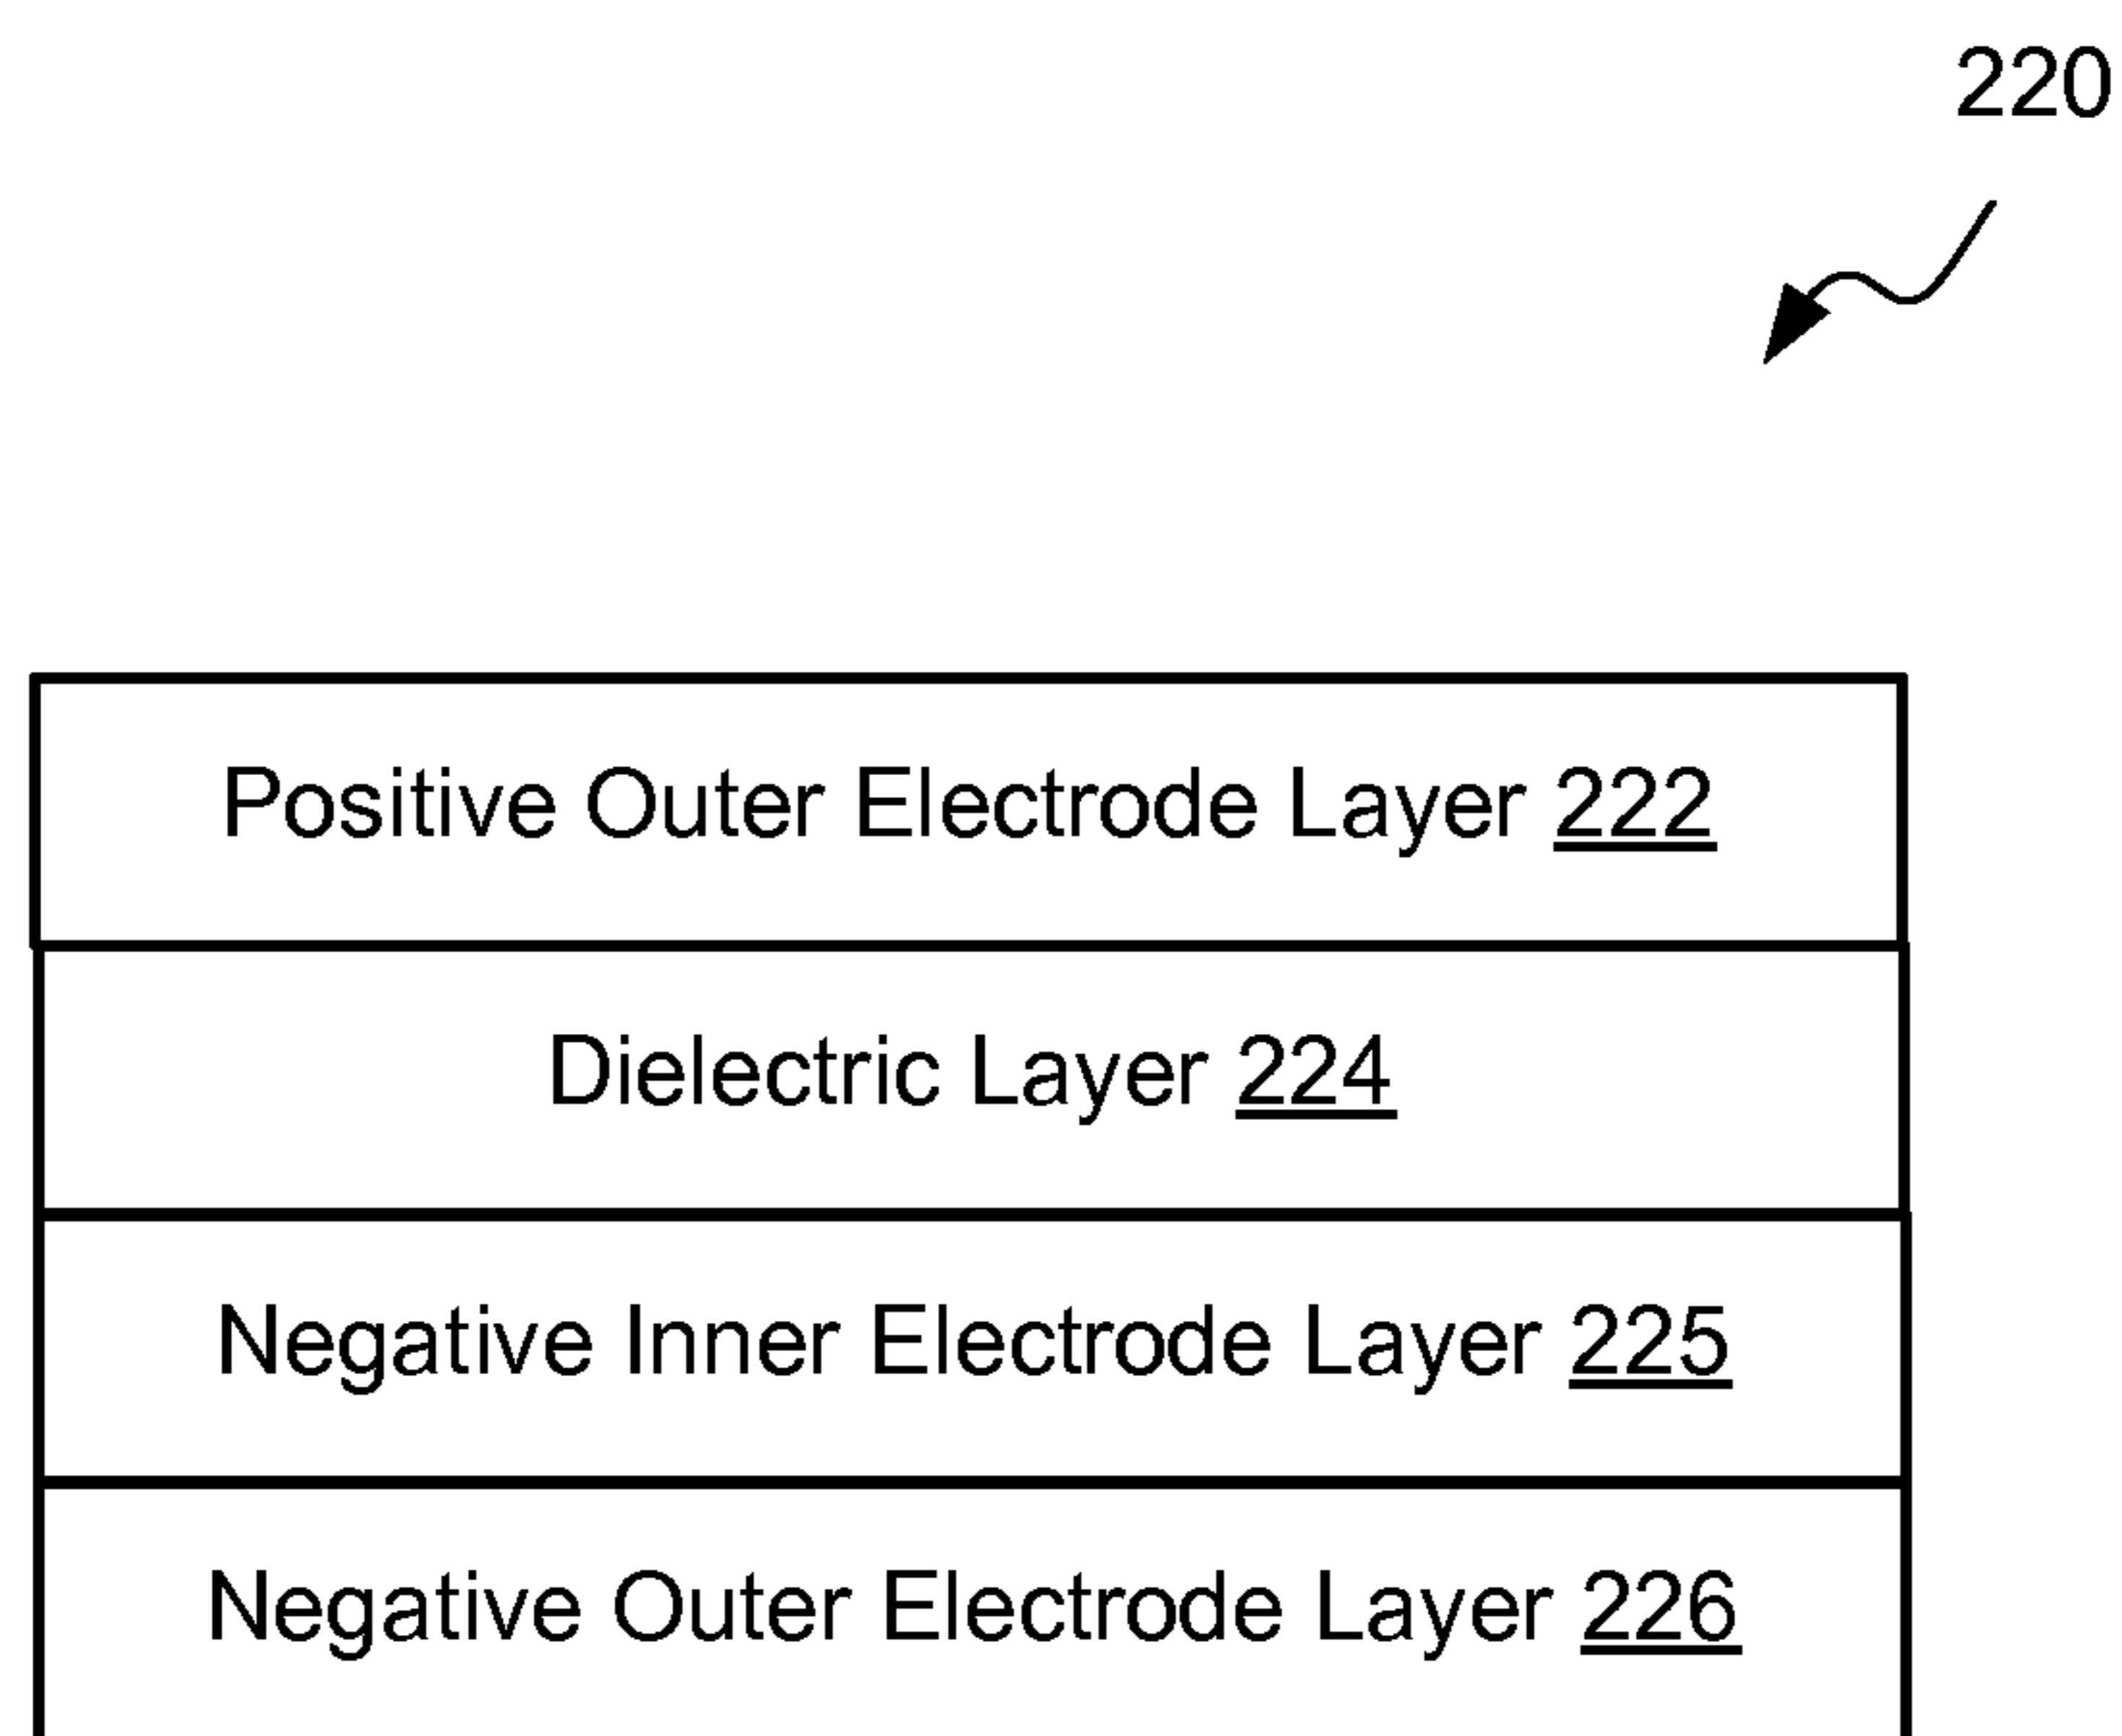 220
Positive Outer Electrode Layer 222
Dielectric Layer 224
Negative Inner Electrode Layer 225
Negative Outer Electrode Layer 226